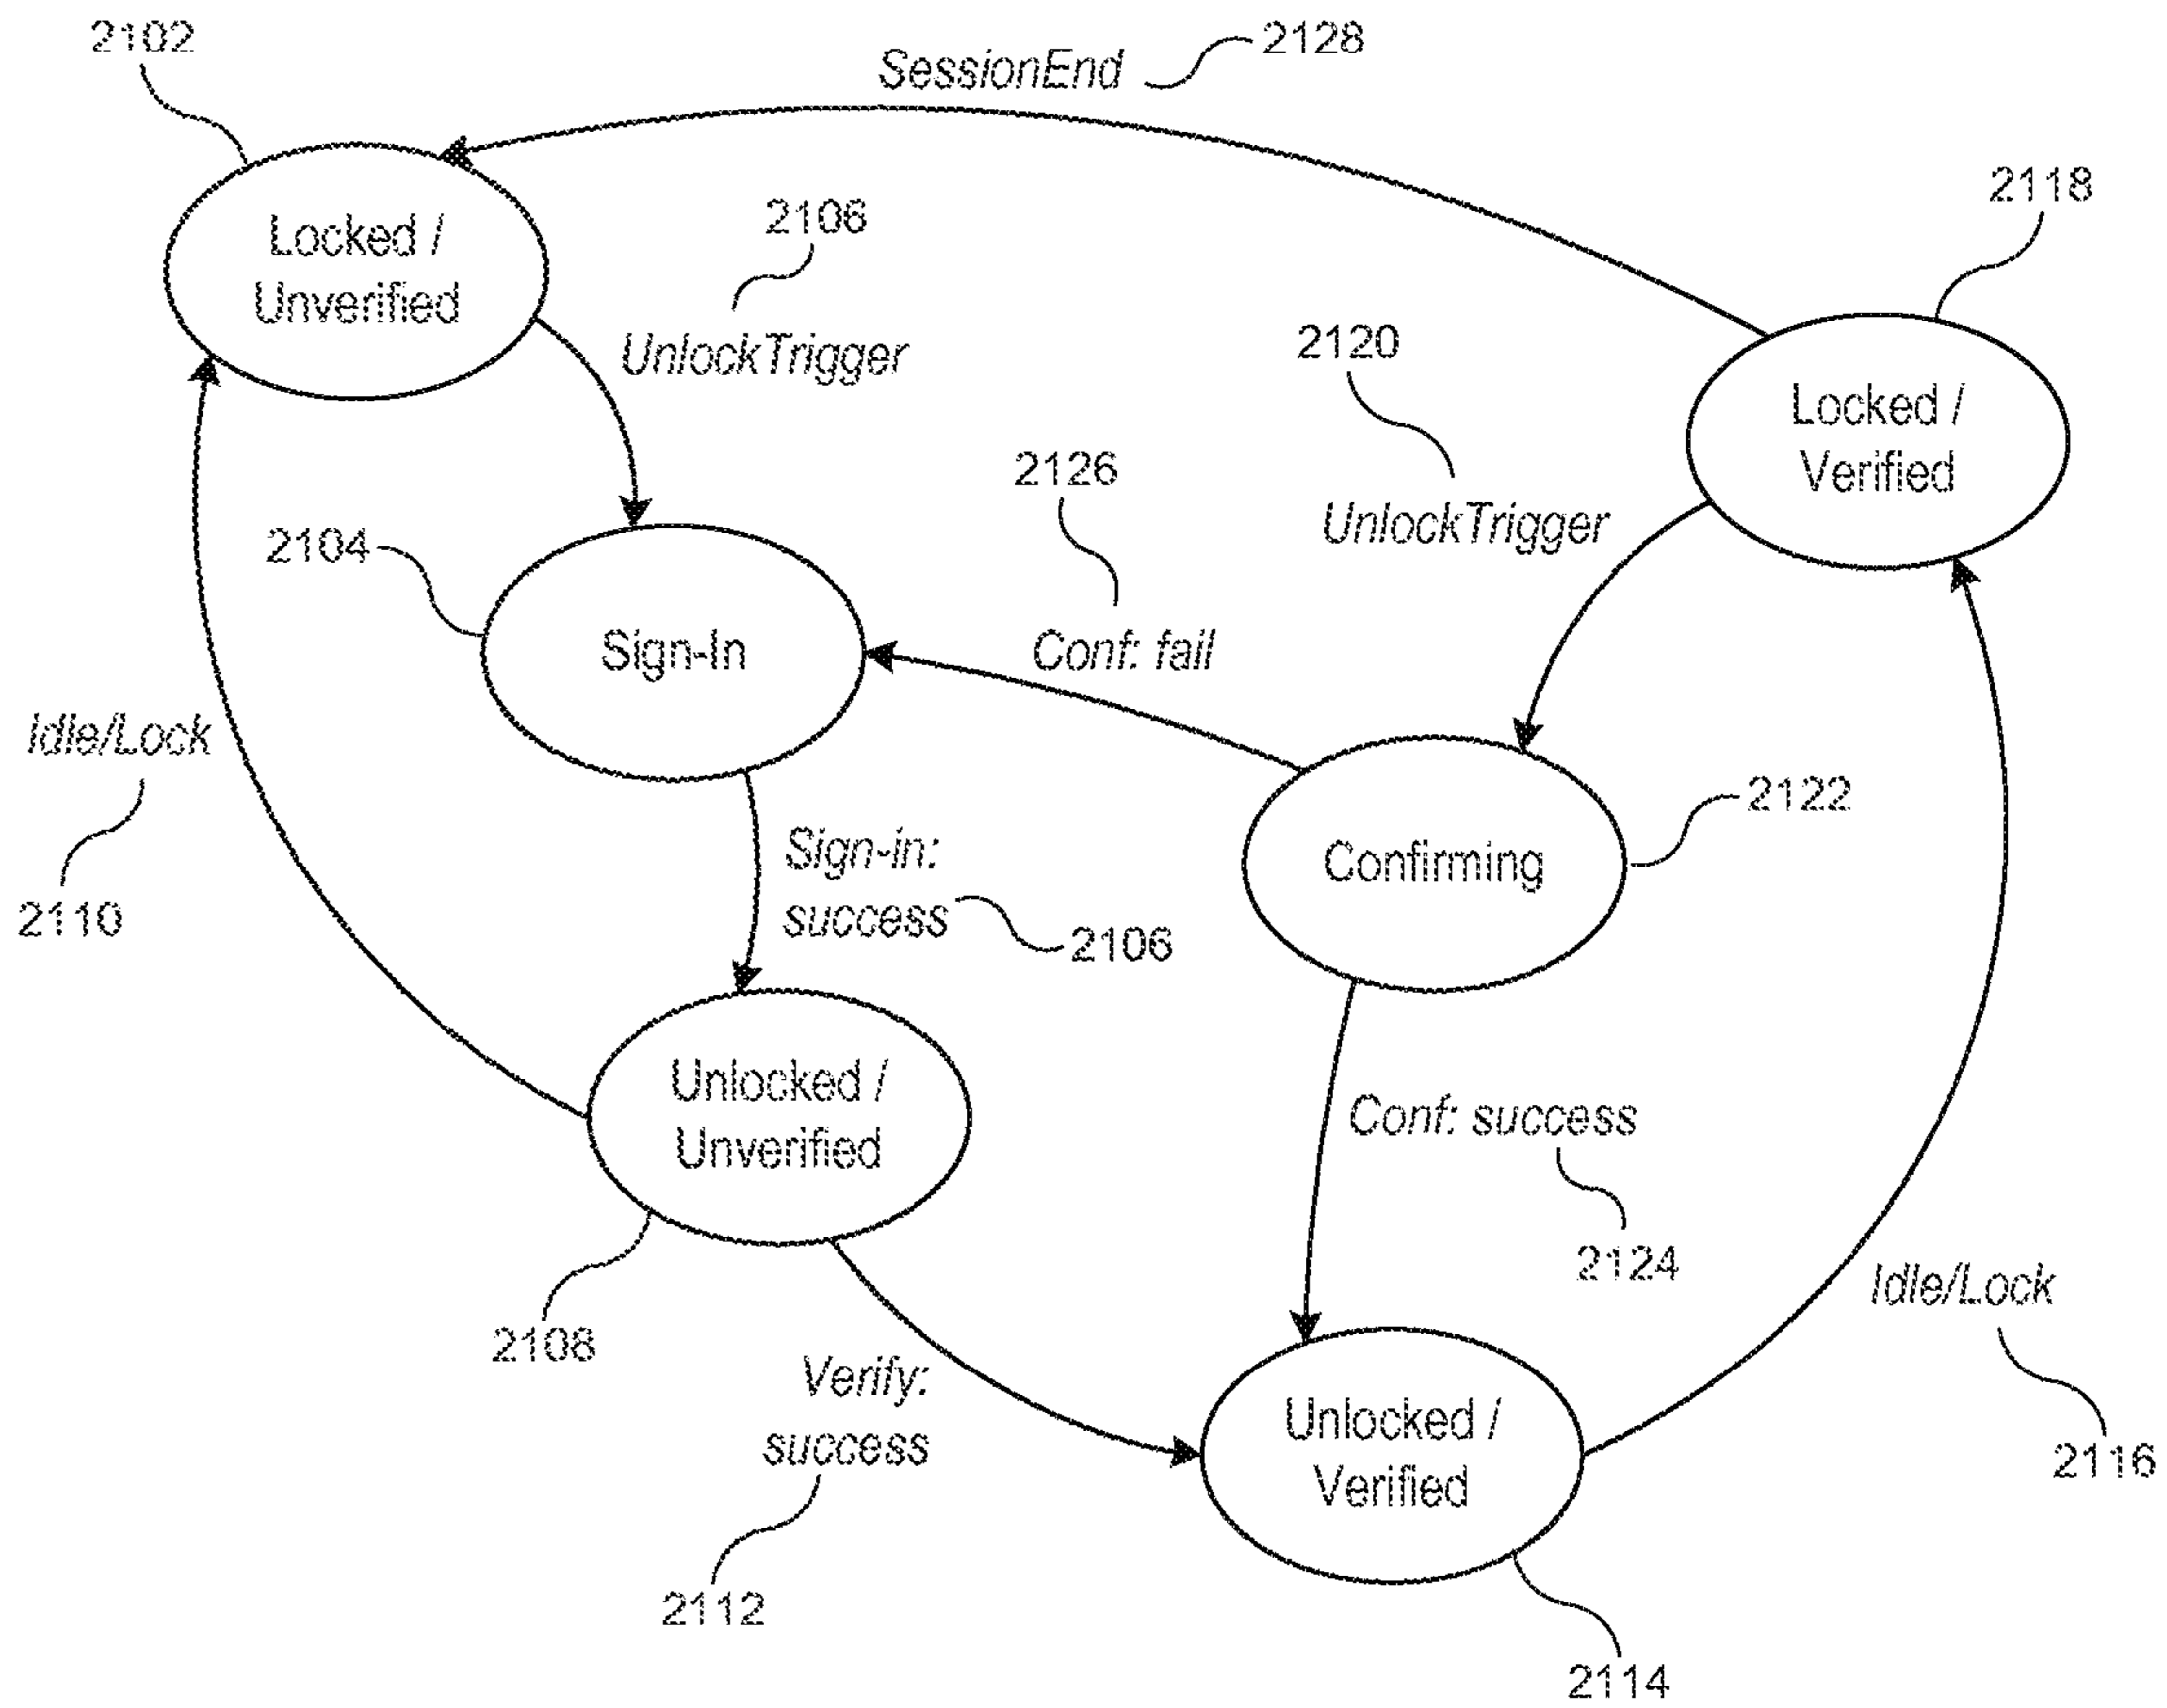 2102
SessionEnd
2128
2118
2106
Locked /
Unverified
UnlockTrigger
2120
Locked /
Verified
2126
UnlockTrigger
2104
Sign-In
Conf: fail
Idle/Lock
2110
2122
Confirming
Sign-in:
success
2106
Unlocked /
Unverified
Conf: success
2124
2108
Idle/Lock
Verify:
success
Unlocked /
Verified
2116
2112
2114